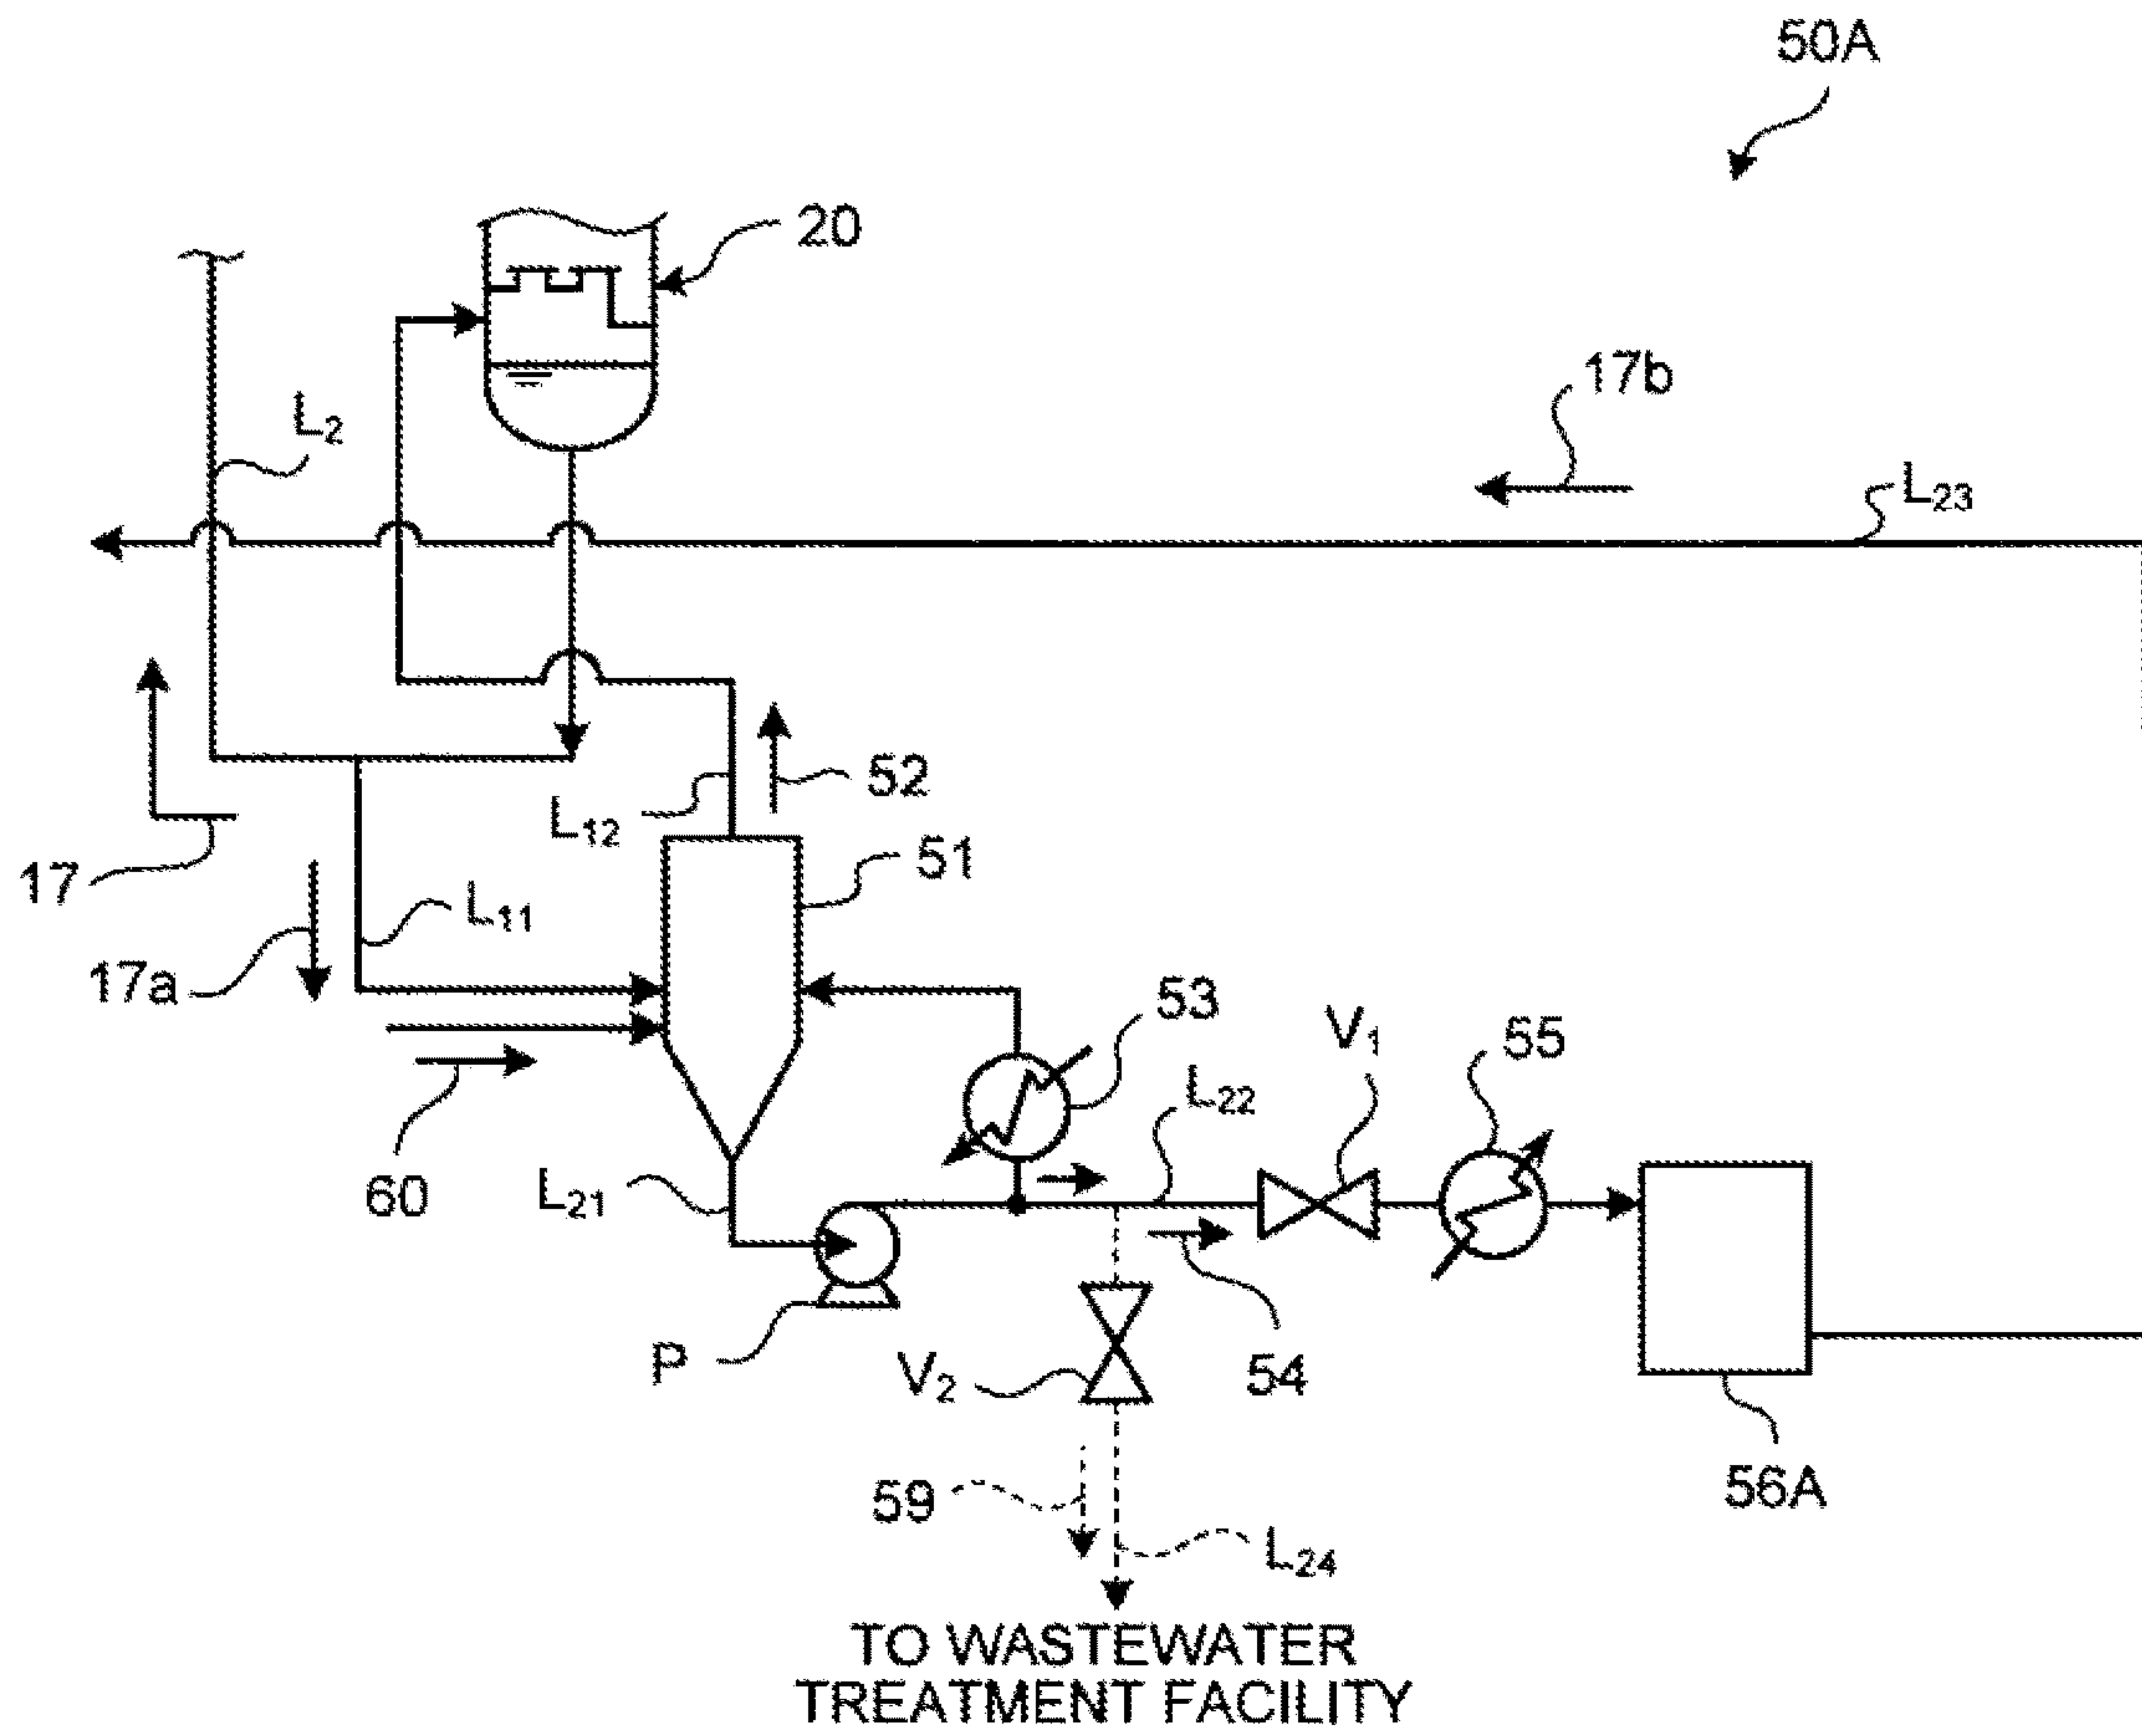 50A
20
17b
L2
L23
52
L12
51
17
L11
17a
53
V1
55
L22
60
L21
P
V2
54
56A
59
L24
TO WASTEWATER
TREATMENT FACILITY